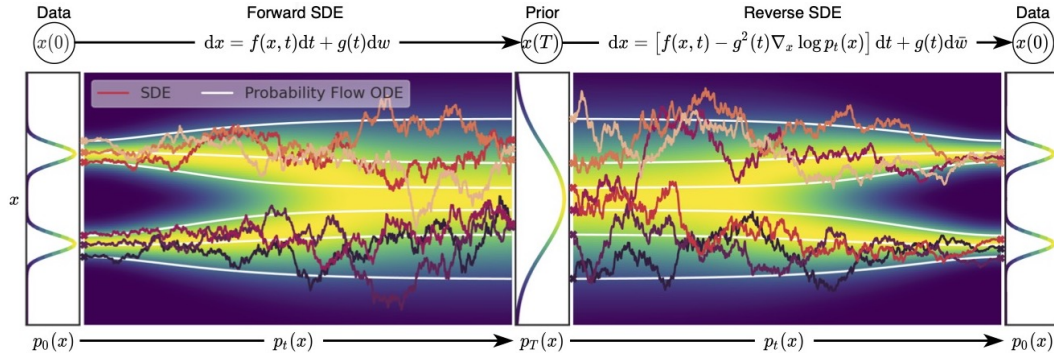 Data Forward SDE Prior Reverse SDE Data
x(0) dx = f(x, t)dt + g(t)dw x(T) dx = [f(x, t) − g²(t)∇ₓ log pₜ(x)] dt + g(t)dw̄ x(0)
SDE Probability Flow ODE
x
p₀(x) pₜ(x) p_T(x) pₜ(x) p₀(x)